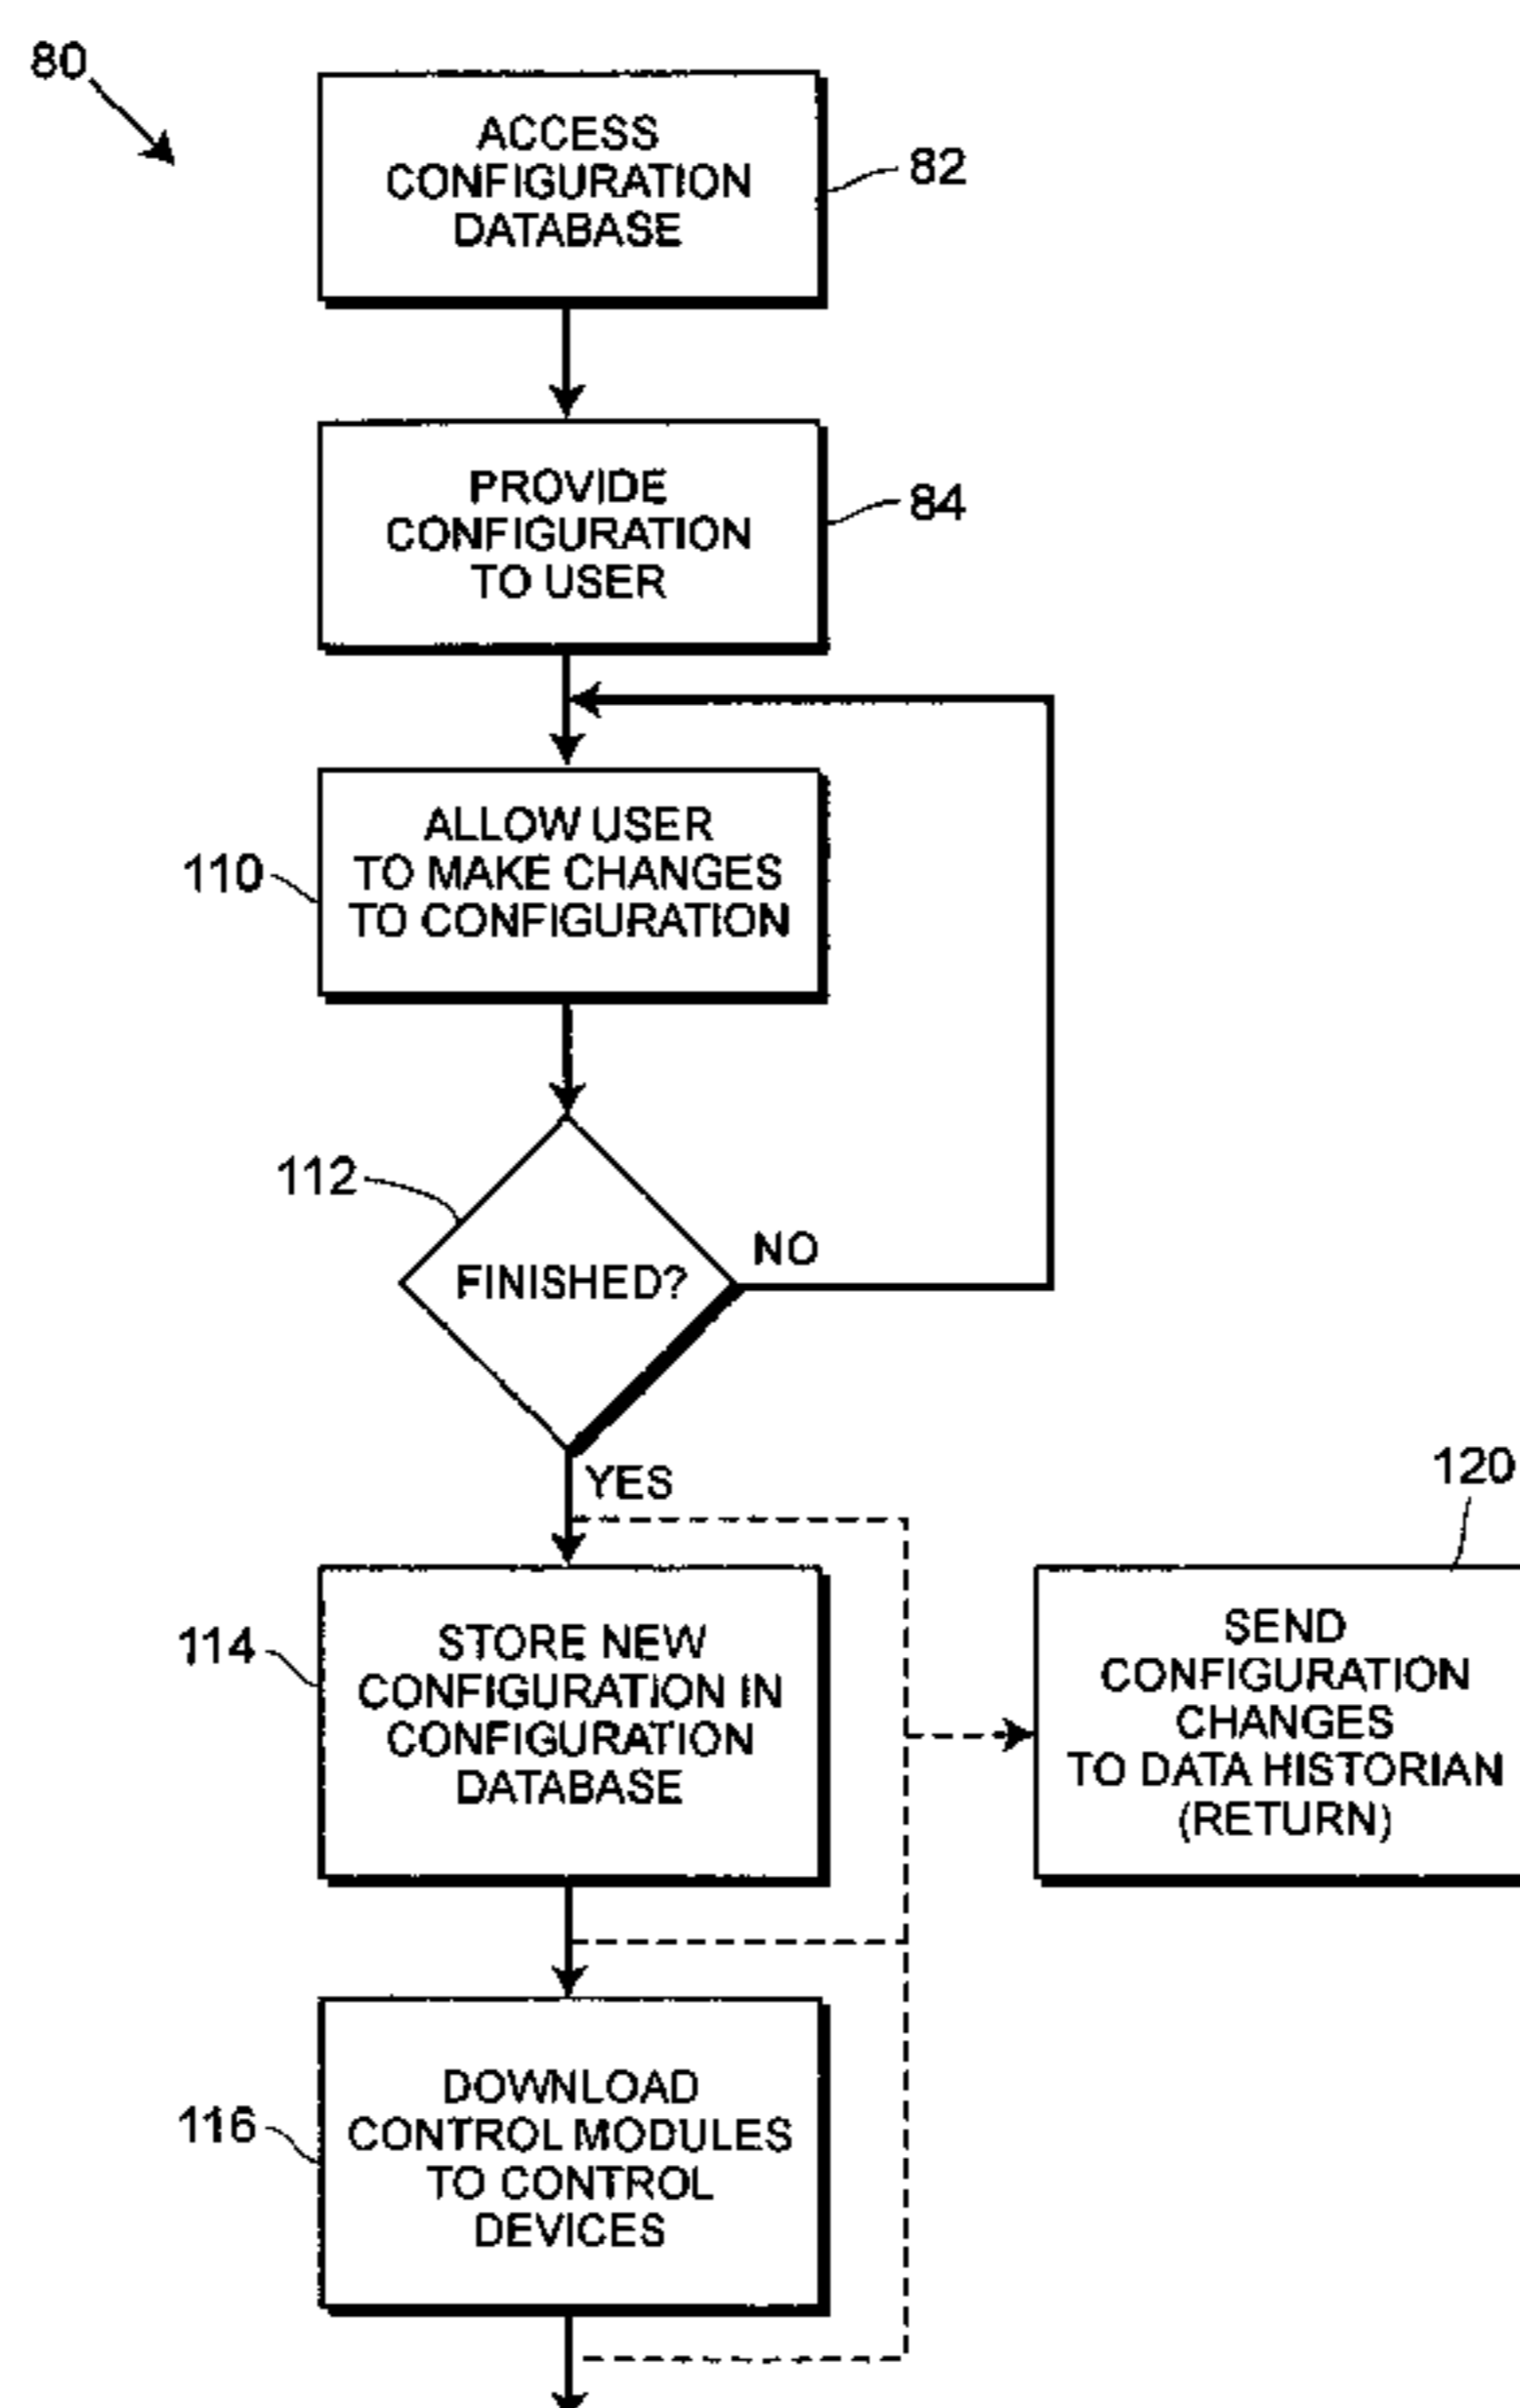 80
ACCESS
CONFIGURATION
DATABASE
82
PROVIDE
CONFIGURATION
TO USER
84
ALLOW USER
TO MAKE CHANGES
TO CONFIGURATION
110
112
FINISHED?
NO
YES
120
114
STORE NEW
CONFIGURATION IN
CONFIGURATION
DATABASE
SEND
CONFIGURATION
CHANGES
TO DATA HISTORIAN
(RETURN)
116
DOWNLOAD
CONTROL MODULES
TO CONTROL
DEVICES